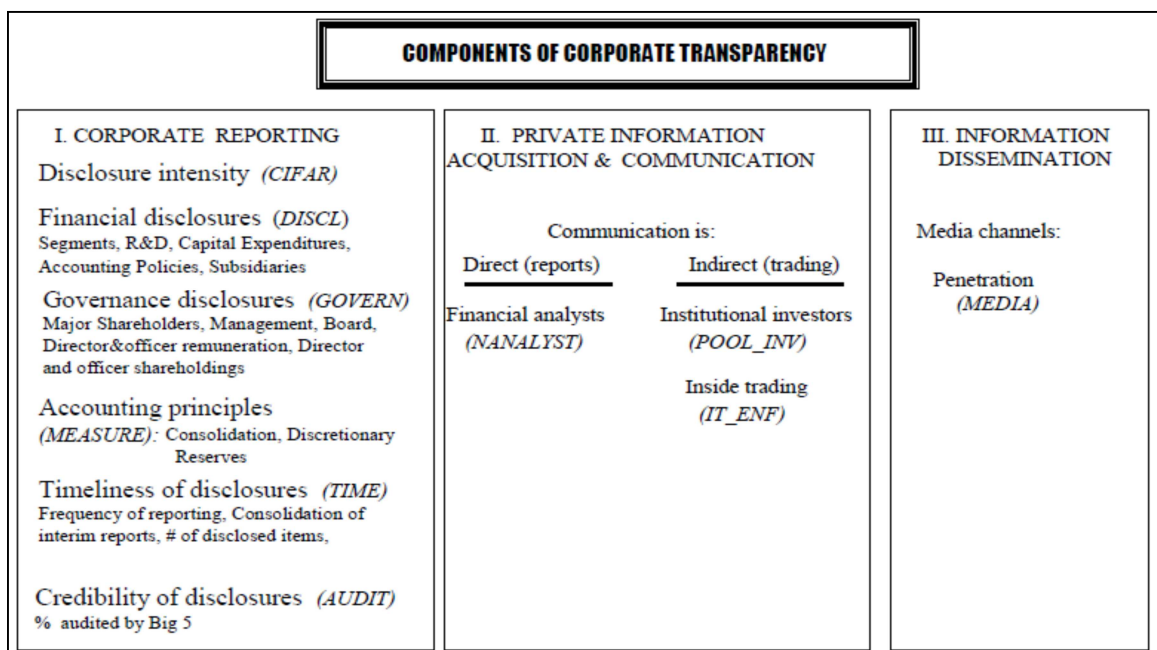 COMPONENTS OF CORPORATE TRANSPARENCY
I. CORPORATE REPORTING
Disclosure intensity (CIFAR)
Financial disclosures (DISCL)
Segments, R&D, Capital Expenditures,
Accounting Policies, Subsidiaries
Governance disclosures (GOVERN)
Major Shareholders, Management, Board,
Director&officer remuneration, Director
and officer shareholdings
Accounting principles
(MEASURE): Consolidation, Discretionary
Reserves
Timeliness of disclosures (TIME)
Frequency of reporting, Consolidation of
interim reports, # of disclosed items,
Credibility of disclosures (AUDIT)
% audited by Big 5
II. PRIVATE INFORMATION
ACQUISITION & COMMUNICATION
Communication is:
Direct (reports)
Financial analysts
(NANALYST)
Indirect (trading)
Institutional investors
(POOL_INV)
Inside trading
(IT_ENF)
III. INFORMATION
DISSEMINATION
Media channels:
Penetration
(MEDIA)